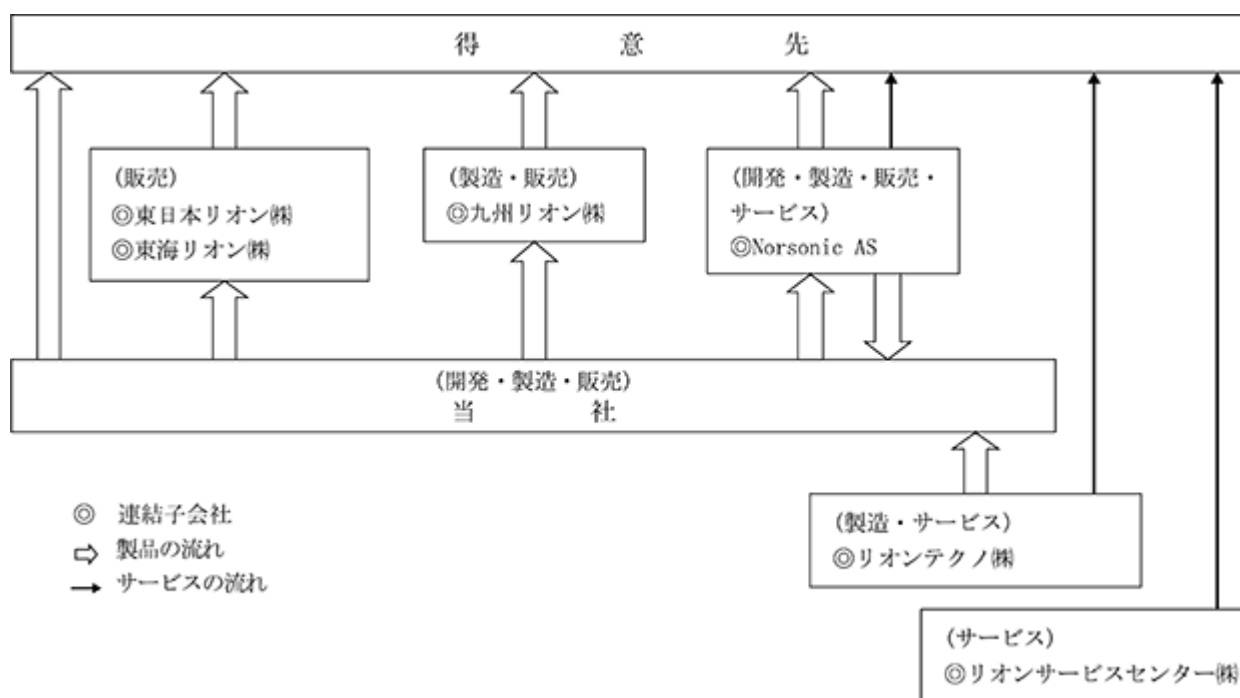 得意先
(販売)
◎東日本リオン㈱
◎東海リオン㈱
(製造・販売)
◎九州リオン㈱
(開発・製造・販売・
サービス)
◎Norsonic AS
(開発・製造・販売)
当社
(製造・サービス)
◎リオンテクノ㈱
(サービス)
◎リオンサービスセンター㈱
◎ 連結子会社
製品の流れ
サービスの流れ